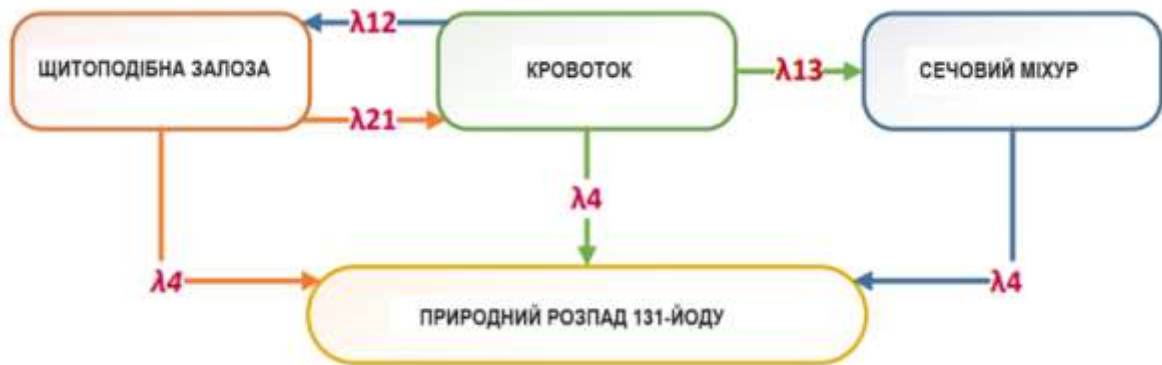 λ12
ЩИТОПОДІБНА ЗАЛОЗА
КРОВОТОК
λ13
СЕЧОВИЙ МІХУР
λ21
λ4
λ4
λ4
ПРИРОДНИЙ РОЗПАД 131-ЙОДУ